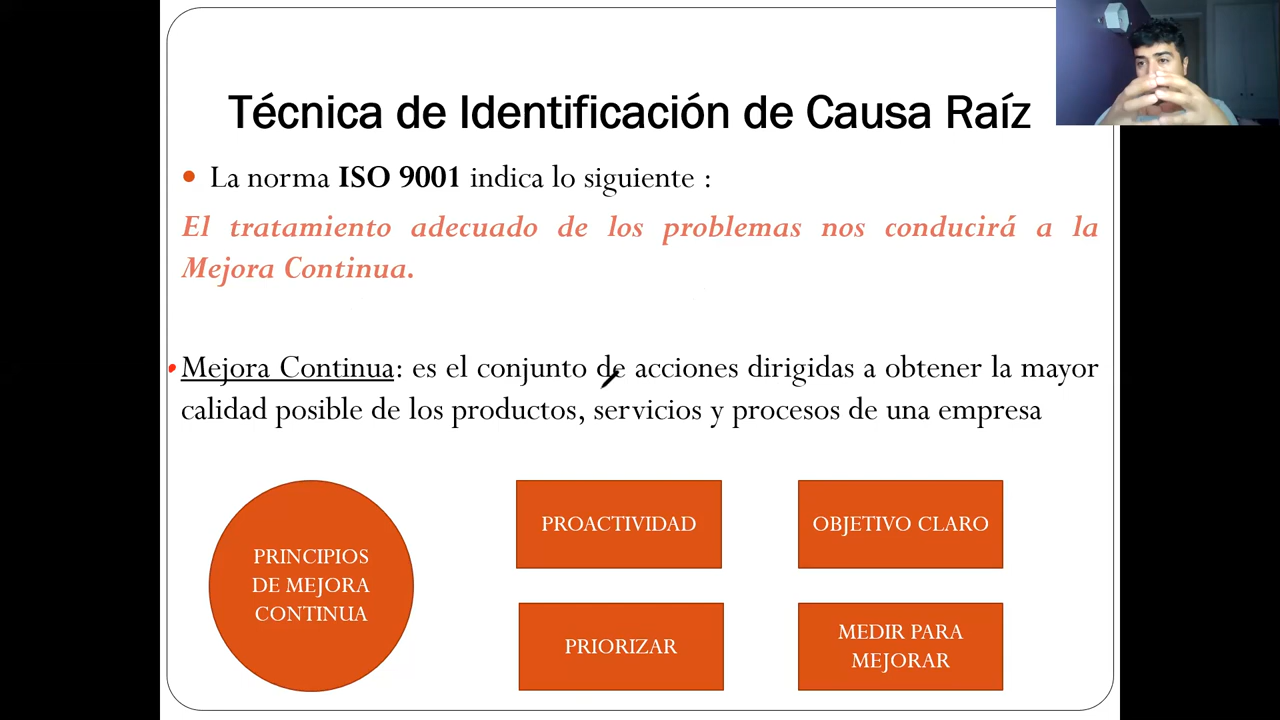 Técnica de Identificación de Causa Raíz
La norma ISO 9001 indica lo siguiente :
El tratamiento adecuado de los problemas nos conducirá a la
Mejora Continua.
Mejora Continua: es el conjunto de acciones dirigidas a obtener la mayor
calidad posible de los productos, servicios y procesos de una empresa
PRINCIPIOS
DE MEJORA
CONTINUA
PROACTIVIDAD
OBJETIVO CLARO
PRIORIZAR
MEDIR PARA
MEJORAR